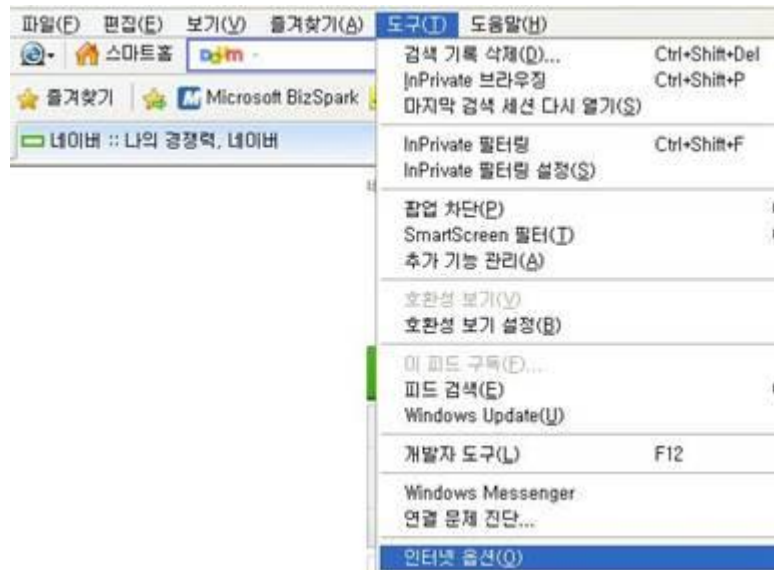 파일(F) 편집(E) 보기(V) 즐겨찾기(A) 도구(T) 도움말(H)
스마트홈 Daum
즐겨찾기 Microsoft BizSpark
네이버 :: 나의 경쟁력, 네이버
검색 기록 삭제(D)... Ctrl+Shift+Del
InPrivate 브라우징 Ctrl+Shift+P
마지막 검색 세션 다시 열기(S)
InPrivate 필터링 Ctrl+Shift+F
InPrivate 필터링 설정(S)
팝업 차단(P)
SmartScreen 필터(T)
추가 기능 관리(A)
호환성 보기(V)
호환성 보기 설정(B)
이 피드 구독(F)...
피드 검색(E)
Windows Update(U)
개발자 도구(L) F12
Windows Messenger
연결 문제 진단...
인터넷 옵션(O)